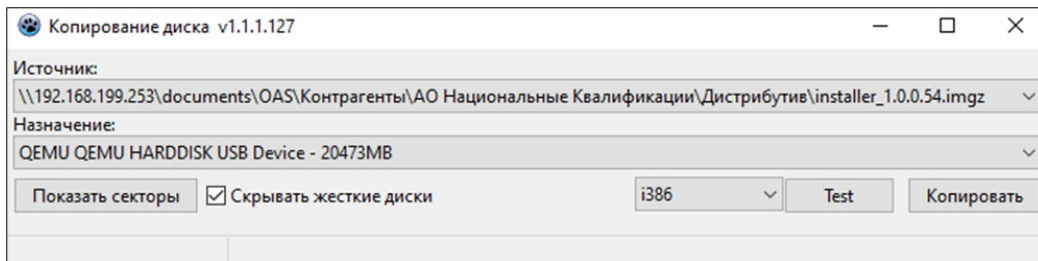 Копирование диска v1.1.1.127
Источник:
\\192.168.199.253\documents\OAS\Контрагенты\АО Национальные Квалификации\Дистрибутив\installer_1.0.0.54.imgz
Назначение:
QEMU QEMU HARDDISK USB Device - 20473MB
Показать секторы Скрывать жесткие диски i386 Test Копировать